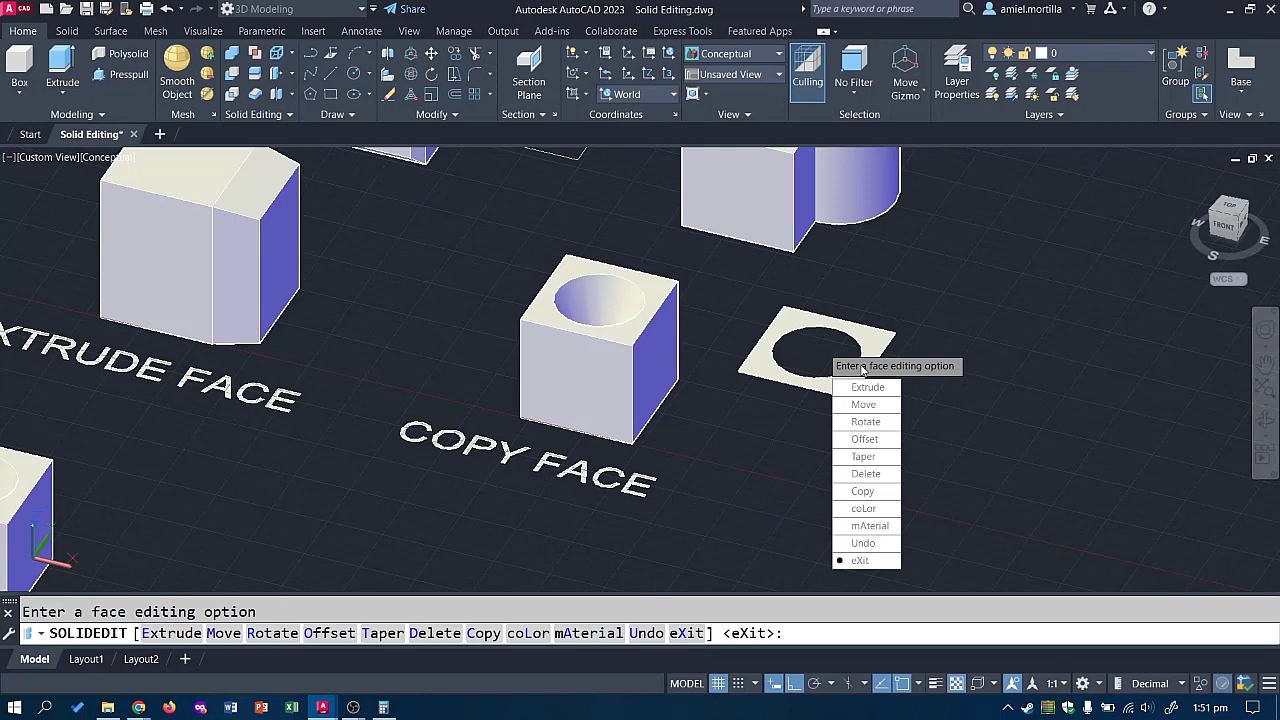 CAD
3D Modeling
Share
Autodesk AutoCAD 2023 Solid Editing.dwg
Type a keyword or phrase
amiel.mortilla
Home Solid Surface Mesh Visualize Parametric Insert Annotate View Manage Output Add-ins Collaborate Express Tools Featured Apps
Box
Extrude
Polysolid
Presspull
Smooth
Object
Section
Plane
Conceptual
Unsaved View
World
Culling
No Filter
Move
Gizmo
Layer
Properties
0
Group
Base
Modeling Mesh Solid Editing Draw Modify Section Coordinates View Selection Layers Groups View
Start Solid Editing*
[−][Custom View][Conceptual]
TOP
FRONT
W
S
E
WCS
XTRUDE FACE
COPY FACE
Enter a face editing option
Extrude
Move
Rotate
Offset
Taper
Delete
Copy
coLor
mAterial
Undo
eXit
Enter a face editing option
SOLIDEDIT [Extrude Move Rotate Offset Taper Delete Copy coLor mAterial Undo eXit] <eXit>:
Model Layout1 Layout2
MODEL 1:1 Decimal
1:51 pm